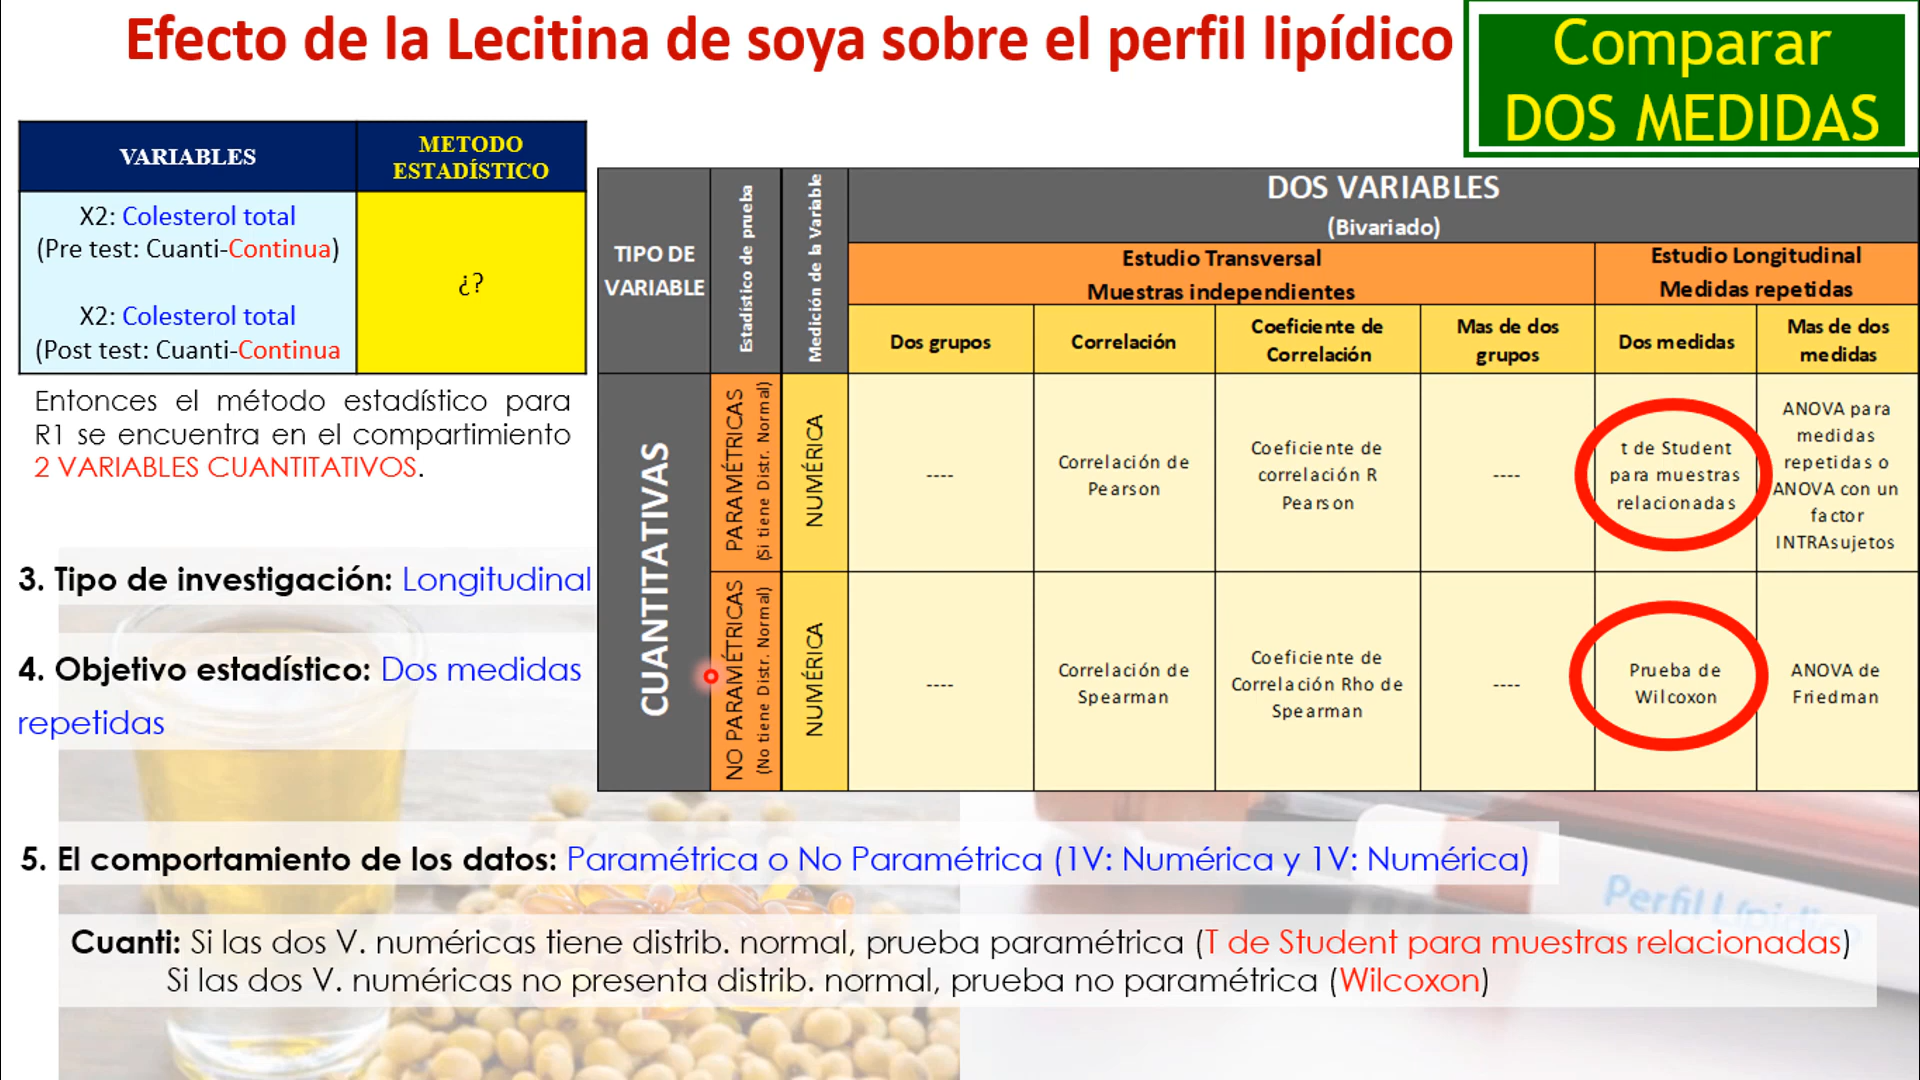 Efecto de la Lecitina de soya sobre el perfil lipídico
Comparar
DOS MEDIDAS
VARIABLES
METODO
ESTADÍSTICO
X2: Colesterol total
(Pre test: Cuanti-Continua)
X2: Colesterol total
(Post test: Cuanti-Continua
¿?
Entonces el método estadístico para
R1 se encuentra en el compartimiento
2 VARIABLES CUANTITATIVOS.
3. Tipo de investigación: Longitudinal
4. Objetivo estadístico: Dos medidas
repetidas
TIPO DE
VARIABLE
Estadístico de prueba
Medición de la Variable
DOS VARIABLES
(Bivariado)
Estudio Transversal
Muestras independientes
Estudio Longitudinal
Medidas repetidas
Dos grupos
Correlación
Coeficiente de
Correlación
Mas de dos
grupos
Dos medidas
Mas de dos
medidas
CUANTITATIVAS
PARAMÉTRICAS
(Si tiene Distr. Normal)
NUMÉRICA
----
Correlación de
Pearson
Coeficiente de
correlación R
Pearson
----
t de Student
para muestras
relacionadas
ANOVA para
medidas
repetidas o
ANOVA con un
factor
INTRAsujetos
NO PARAMÉTRICAS
(No tiene Distr. Normal)
NUMÉRICA
----
Correlación de
Spearman
Coeficiente de
Correlación Rho de
Spearman
----
Prueba de
Wilcoxon
ANOVA de
Friedman
5. El comportamiento de los datos: Paramétrica o No Paramétrica (1V: Numérica y 1V: Numérica)
Perfil Lipídico
Cuanti: Si las dos V. numéricas tiene distrib. normal, prueba paramétrica (T de Student para muestras relacionadas)
Si las dos V. numéricas no presenta distrib. normal, prueba no paramétrica (Wilcoxon)